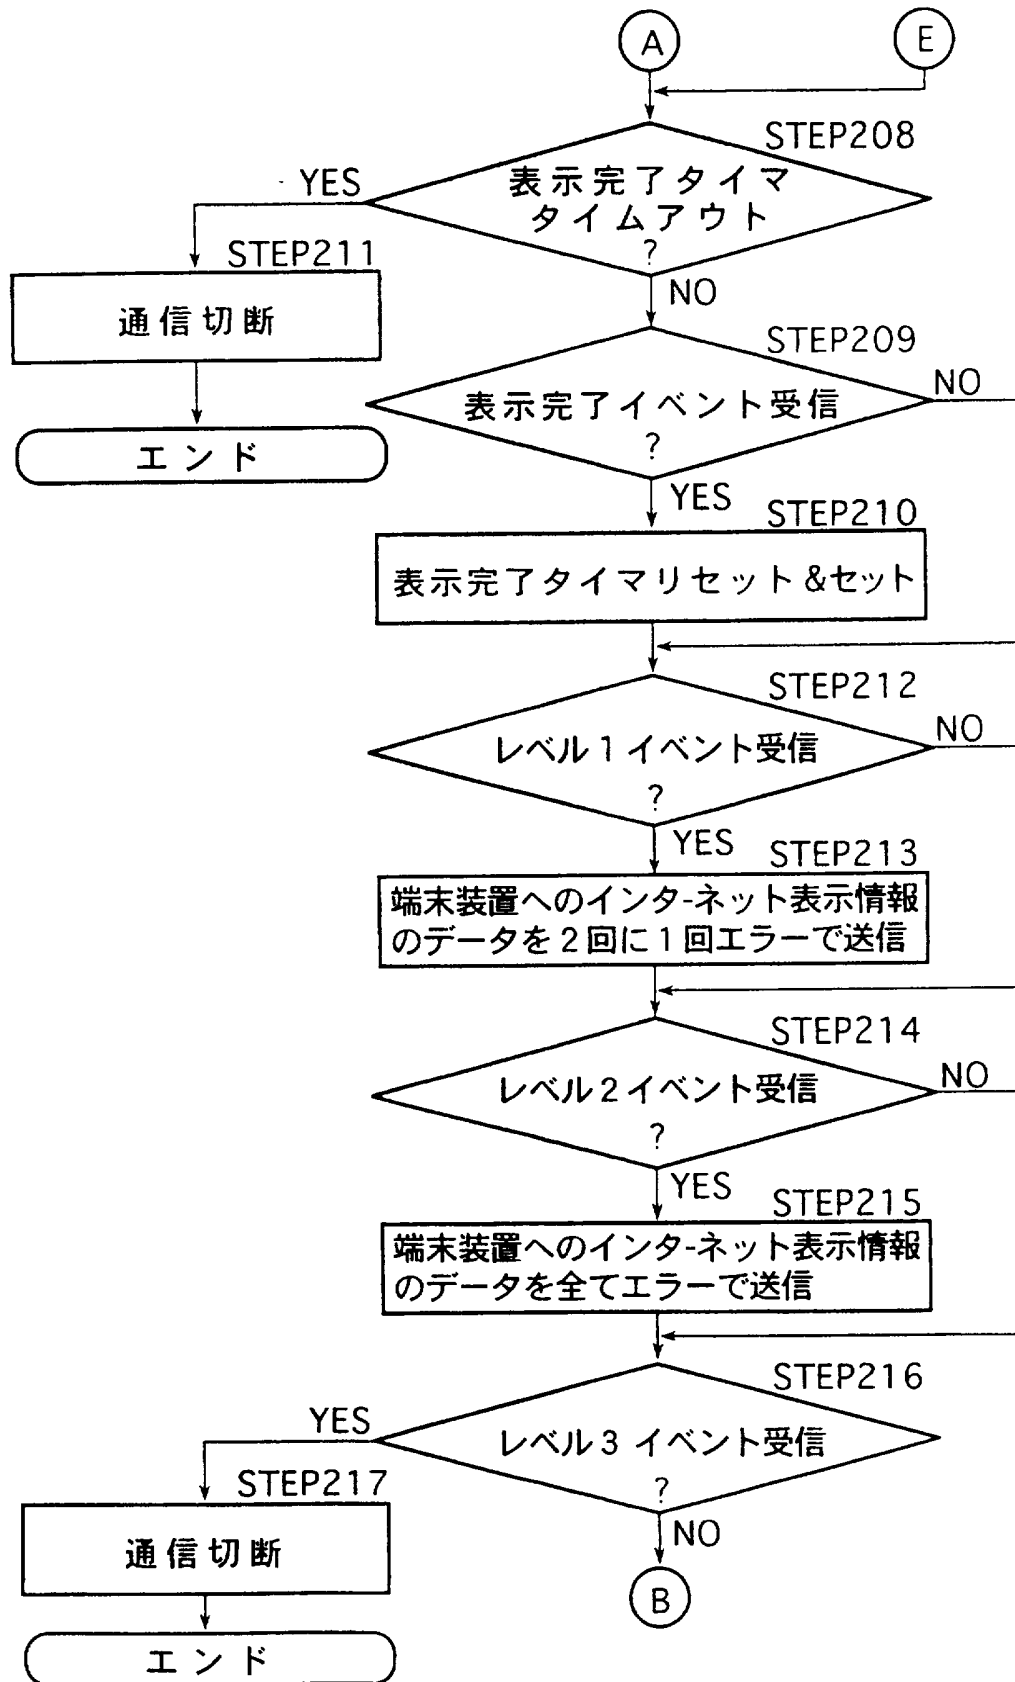 A
E
STEP208
YES
表示完了タイマ
タイムアウト
?
STEP211
NO
通信切断
STEP209
NO
表示完了イベント受信
?
エンド
YES
STEP210
表示完了タイマリセット&セット
STEP212
NO
レベル1イベント受信
?
YES
STEP213
端末装置へのインタ-ネット表示情報
のデータを2回に1回エラーで送信
STEP214
NO
レベル2イベント受信
?
YES
STEP215
端末装置へのインタ-ネット表示情報
のデータを全てエラーで送信
STEP216
YES
レベル3イベント受信
?
STEP217
NO
通信切断
B
エンド